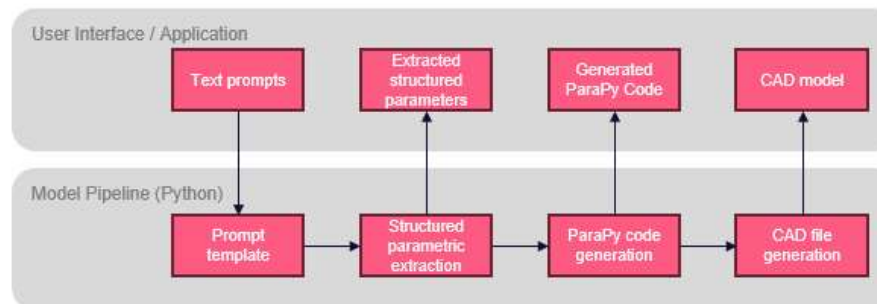 User Interface / Application
Text prompts
Extracted
structured
parameters
Generated
ParaPy Code
CAD model
Model Pipeline (Python)
Prompt
template
Structured
parametric
extraction
ParaPy code
generation
CAD file
generation